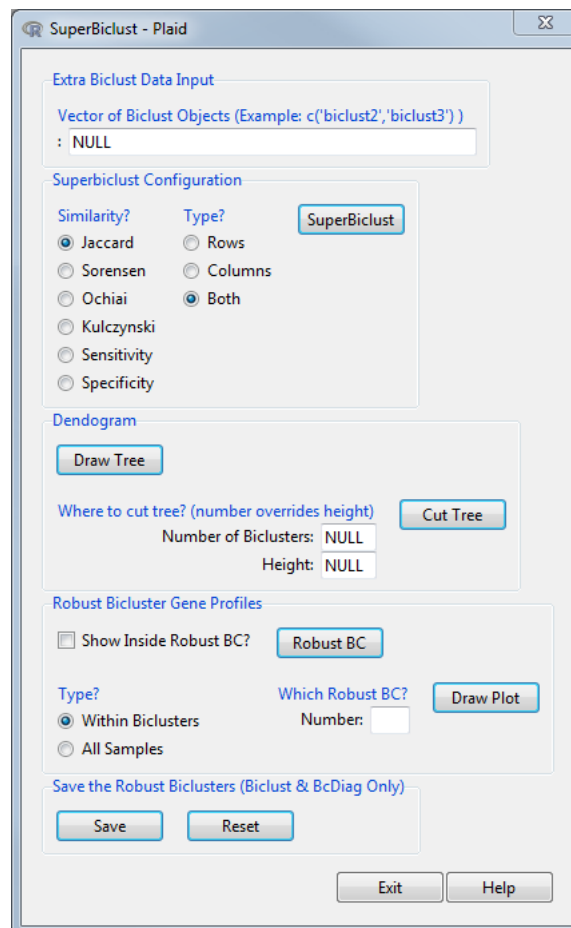 SuperBiclust - Plaid
Extra Biclust Data Input
Vector of Biclust Objects (Example: c('biclust2','biclust3') )
: NULL
Superbiclust Configuration
Similarity? Type? SuperBiclust
Jaccard Rows
Sorensen Columns
Ochiai Both
Kulczynski
Sensitivity
Specificity
Dendogram
Draw Tree
Where to cut tree? (number overrides height) Cut Tree
Number of Biclusters: NULL
Height: NULL
Robust Bicluster Gene Profiles
Show Inside Robust BC? Robust BC
Type? Which Robust BC? Draw Plot
Within Biclusters Number:
All Samples
Save the Robust Biclusters (Biclust & BcDiag Only)
Save Reset
Exit Help